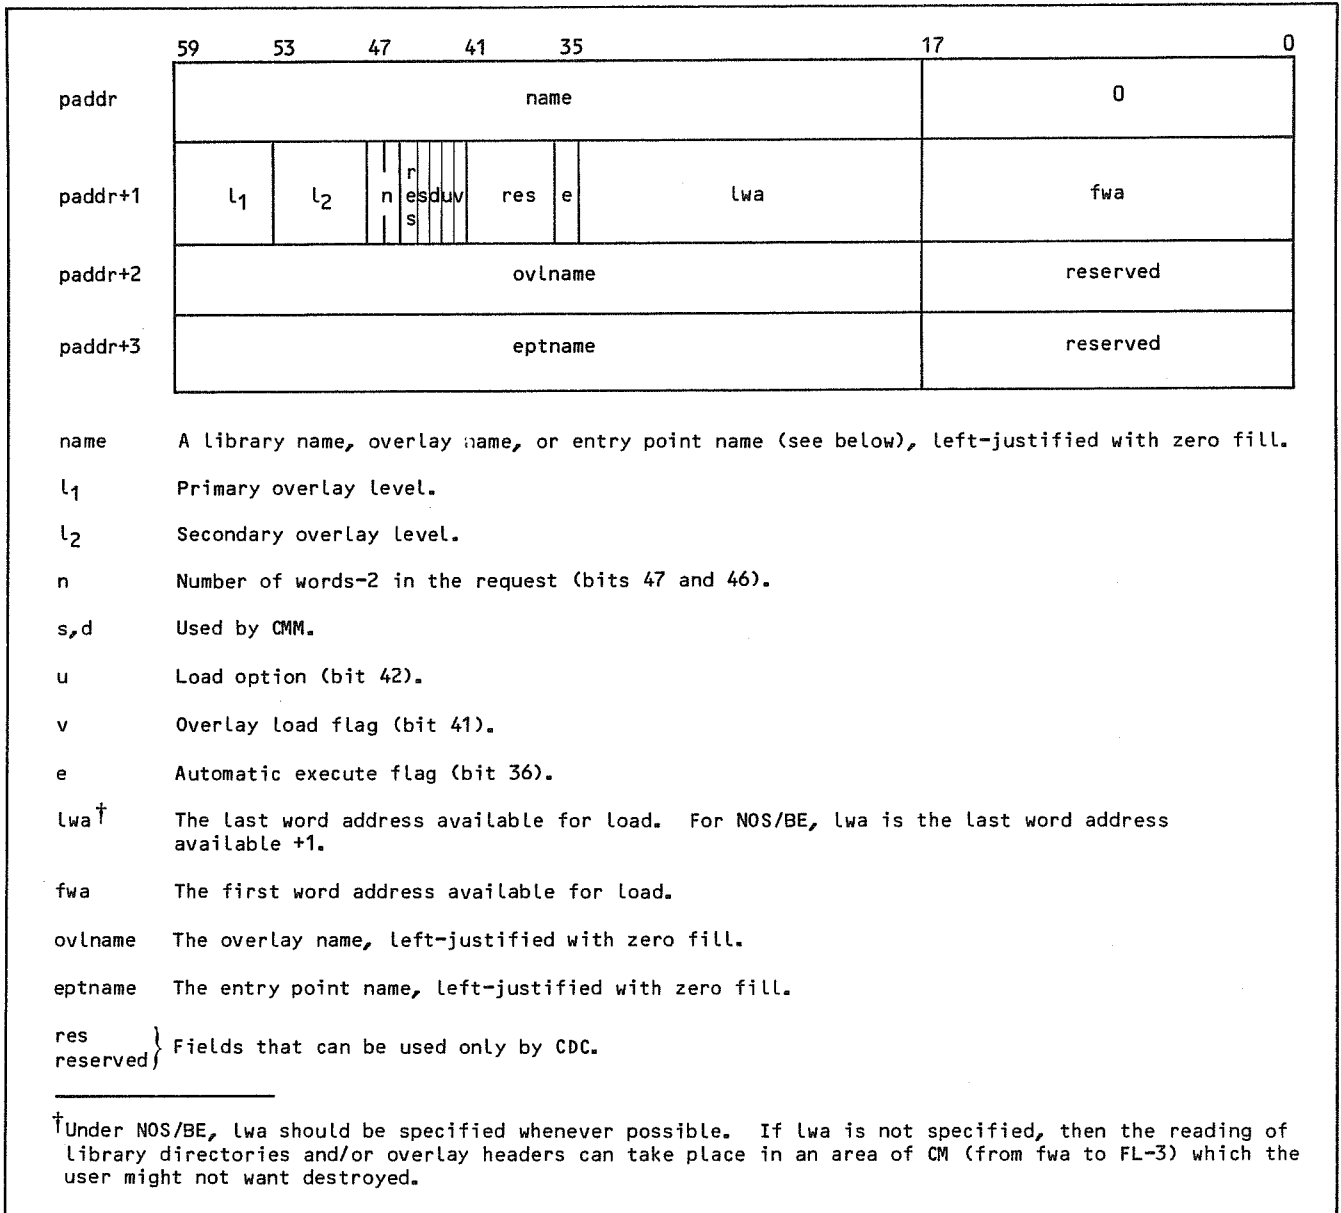 59 53 47 41 35 17 0
paddr name 0
paddr+1 l1 l2 n res s d u v res e lwa fwa
paddr+2 ovlname reserved
paddr+3 eptname reserved
name A library name, overlay name, or entry point name (see below), left-justified with zero fill.
l1 Primary overlay level.
l2 Secondary overlay level.
n Number of words-2 in the request (bits 47 and 46).
s,d Used by CMM.
u Load option (bit 42).
v Overlay load flag (bit 41).
e Automatic execute flag (bit 36).
lwa† The last word address available for load. For NOS/BE, lwa is the last word address
available +1.
fwa The first word address available for load.
ovlname The overlay name, left-justified with zero fill.
eptname The entry point name, left-justified with zero fill.
res
reserved} Fields that can be used only by CDC.
†Under NOS/BE, lwa should be specified whenever possible. If lwa is not specified, then the reading of
library directories and/or overlay headers can take place in an area of CM (from fwa to FL-3) which the
user might not want destroyed.